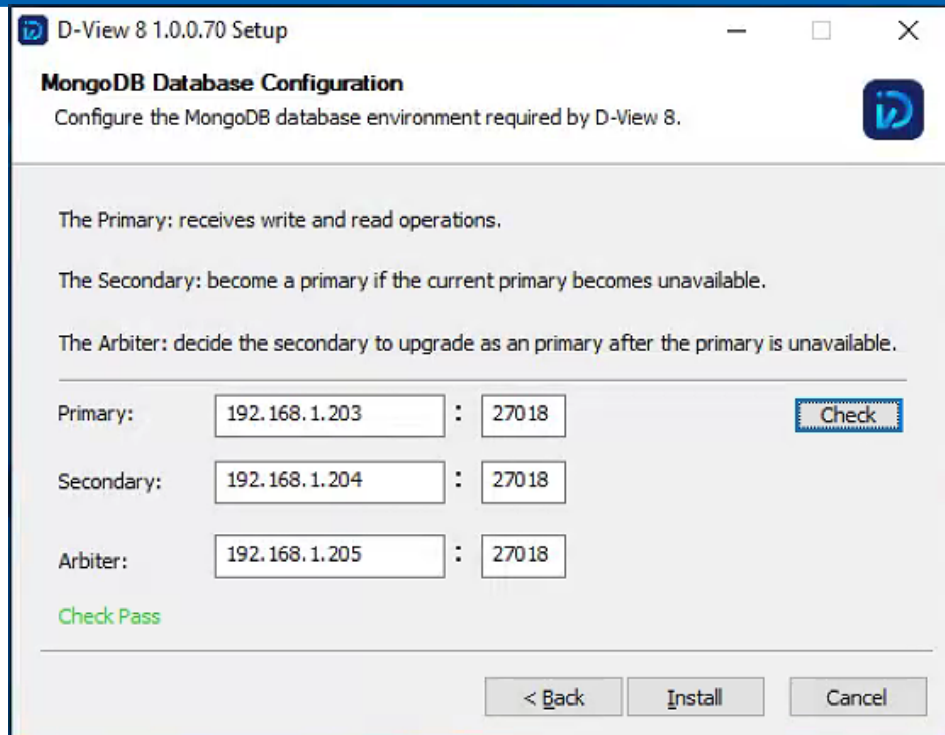 D-View 8 1.0.0.70 Setup
MongoDB Database Configuration
Configure the MongoDB database environment required by D-View 8.
The Primary: receives write and read operations.
The Secondary: become a primary if the current primary becomes unavailable.
The Arbiter: decide the secondary to upgrade as an primary after the primary is unavailable.
Primary: 192.168.1.203 : 27018 Check
Secondary: 192.168.1.204 : 27018
Arbiter: 192.168.1.205 : 27018
Check Pass
< Back Install Cancel